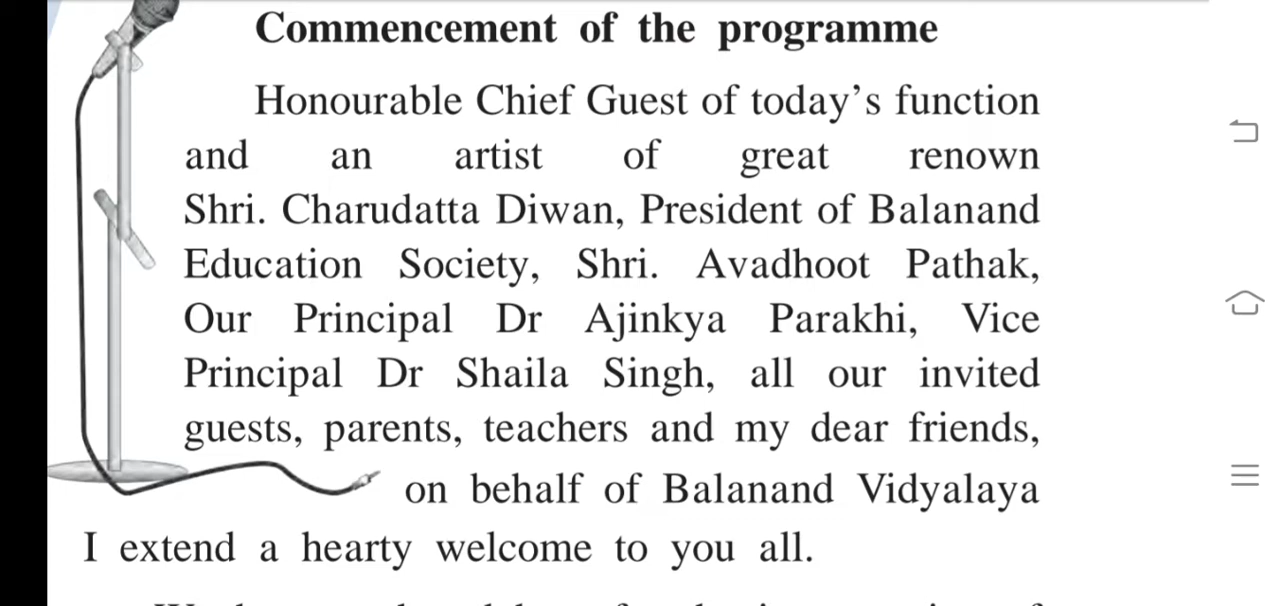 Commencement of the programme
Honourable Chief Guest of today's function
and an artist of great renown
Shri. Charudatta Diwan, President of Balanand
Education Society, Shri. Avadhoot Pathak,
Our Principal Dr Ajinkya Parakhi, Vice
Principal Dr Shaila Singh, all our invited
guests, parents, teachers and my dear friends,
on behalf of Balanand Vidyalaya
I extend a hearty welcome to you all.